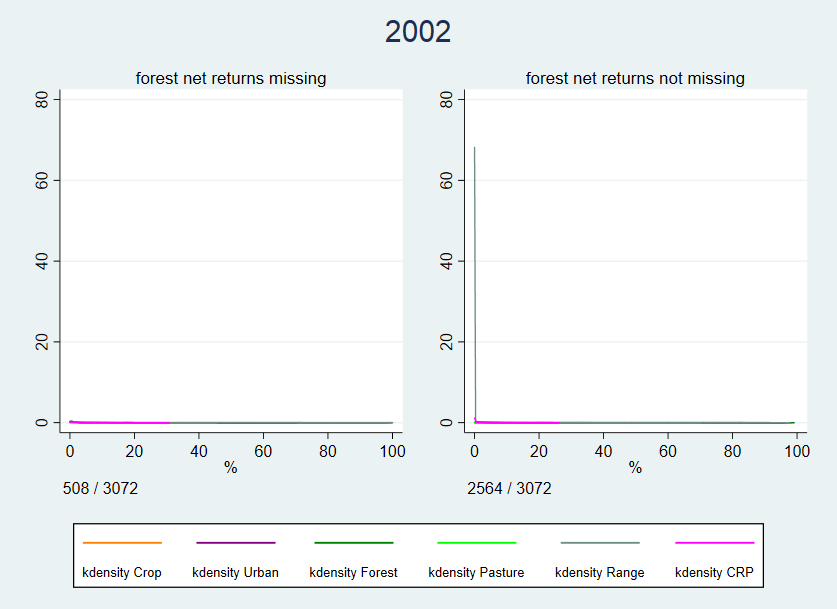 2002
forest net returns missing
forest net returns not missing
80
60
40
20
0
0 20 40 60 80 100
%
508 / 3072
80
60
40
20
0
0 20 40 60 80 100
%
2564 / 3072
kdensity Crop
kdensity Urban
kdensity Forest
kdensity Pasture
kdensity Range
kdensity CRP